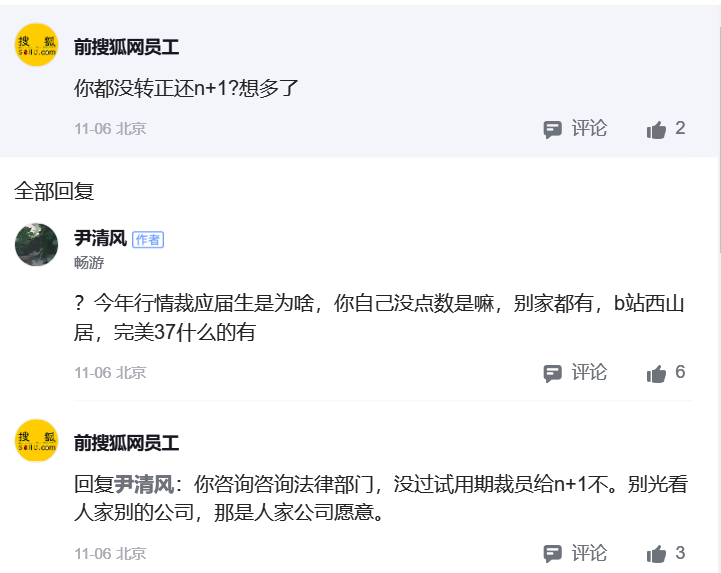 搜 狐
SOHU.com
前搜狐网员工
你都没转正还n+1?想多了
11-06 北京
评论
2
全部回复
尹清风 作者
畅游
？今年行情裁应届生是为啥，你自己没点数是嘛，别家都有，b站西山
居，完美37什么的有
11-06 北京
评论
6
搜 狐
SOHU.com
前搜狐网员工
回复尹清风：你咨询咨询法律部门，没过试用期裁员给n+1不。别光看
人家别的公司，那是人家公司愿意。
11-06 北京
评论
3